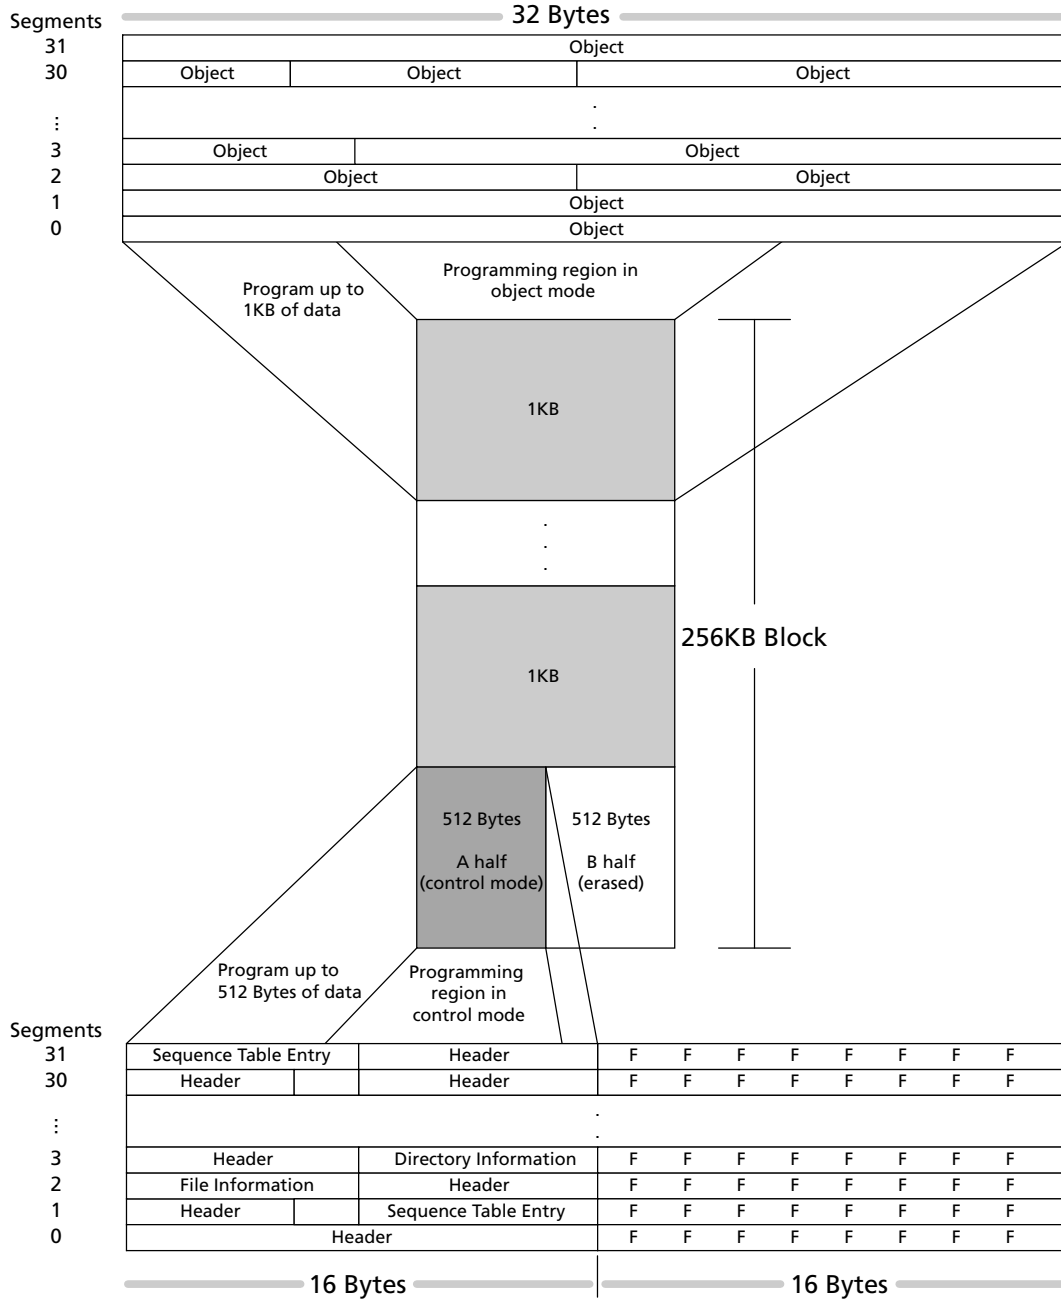 Segments
32 Bytes
31 Object
30 Object Object Object
...
.
.
3 Object Object
2 Object Object
1 Object
0 Object
Program up to
1KB of data
Programming region in
object mode
1KB
.
.
.
256KB Block
1KB
512 Bytes
A half
(control mode)
512 Bytes
B half
(erased)
Program up to
512 Bytes of data
Programming
region in
control mode
Segments
31 Sequence Table Entry Header F F F F F F F F
30 Header Header F F F F F F F F
...
.
.
3 Header Directory Information F F F F F F F F
2 File Information Header F F F F F F F F
1 Header Sequence Table Entry F F F F F F F F
0 Header F F F F F F F F
16 Bytes 16 Bytes